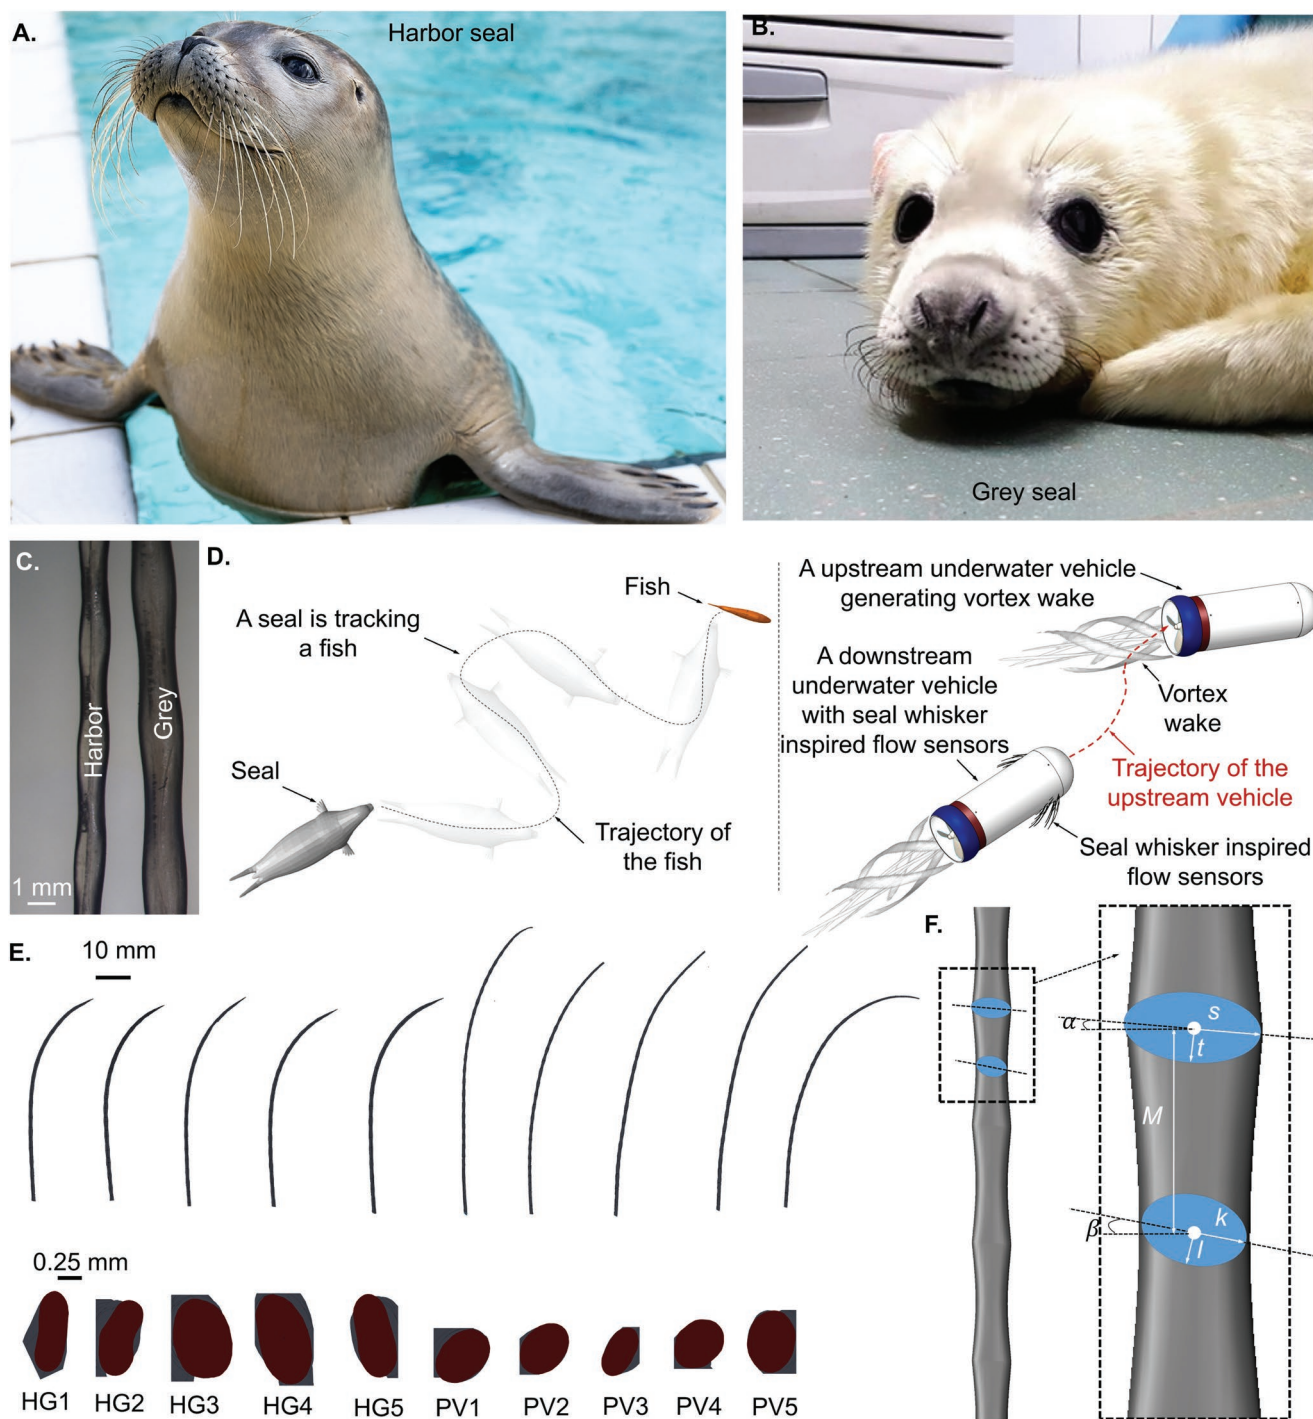 A.
Harbor seal
B.
Grey seal
C.
Harbor
Grey
1 mm
D.
A seal is tracking
a fish
Fish
Seal
Trajectory of
the fish
A upstream underwater vehicle
generating vortex wake
A downstream
underwater vehicle
with seal whisker
inspired flow sensors
Vortex
wake
Trajectory of the
upstream vehicle
Seal whisker inspired
flow sensors
E.
10 mm
0.25 mm
HG1 HG2 HG3 HG4 HG5 PV1 PV2 PV3 PV4 PV5
F.
α
s
t
M
β
k
l